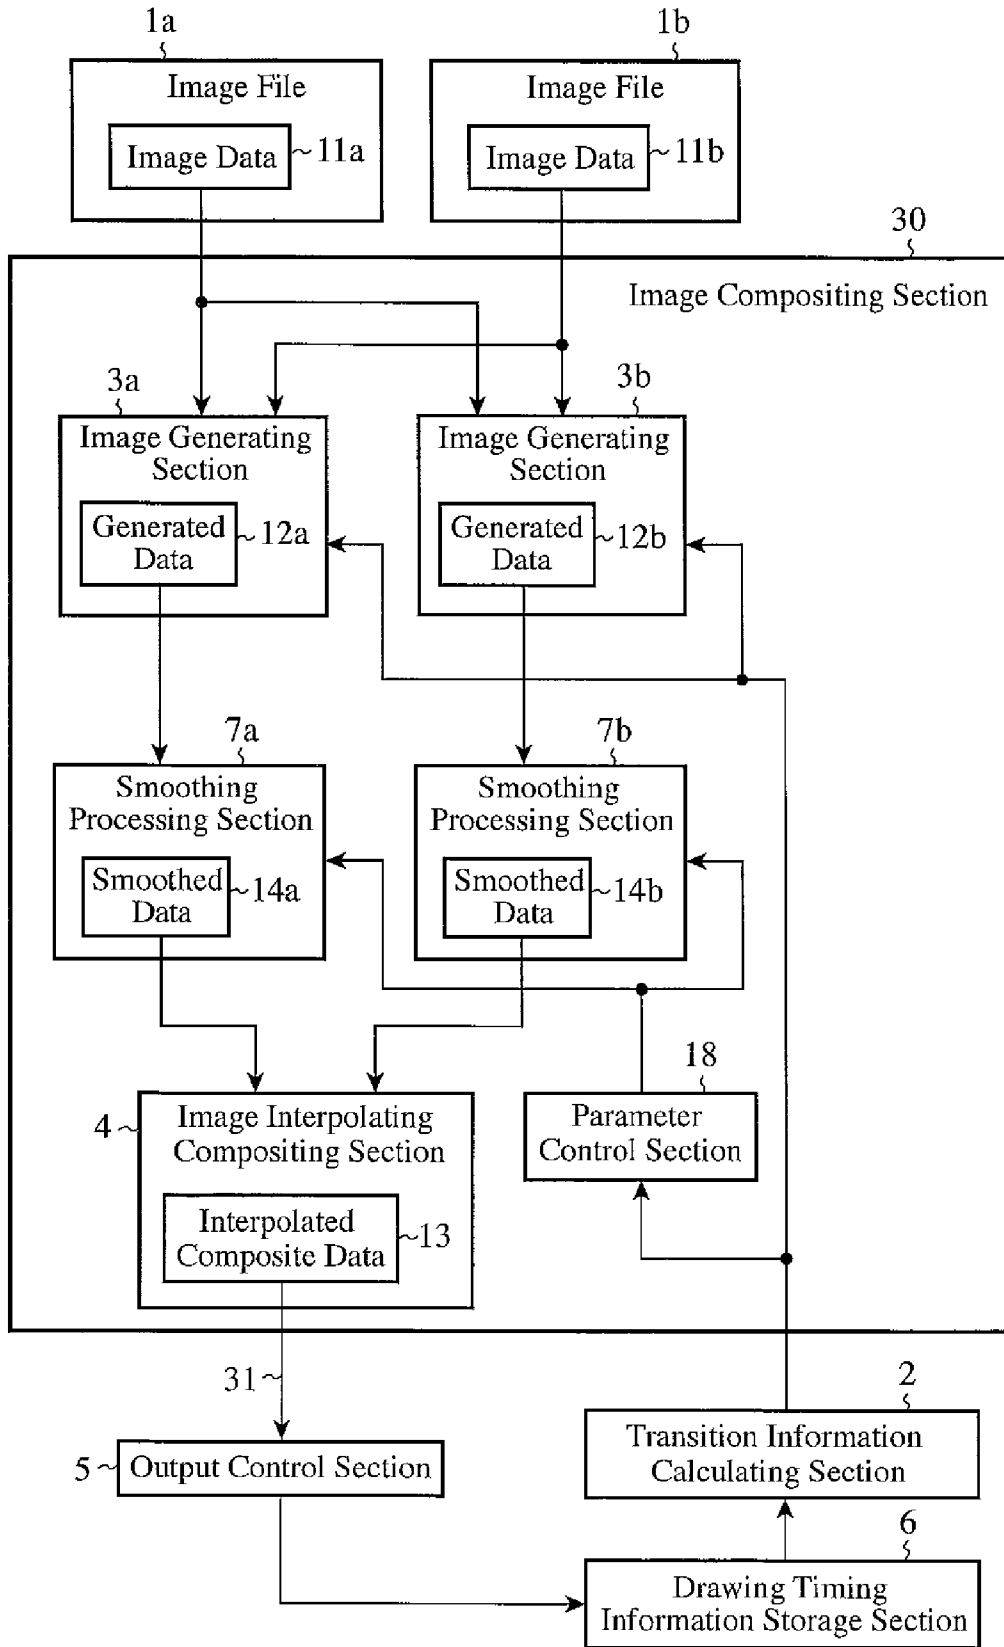 1a
1b
Image File
Image File
Image Data
11a
Image Data
11b
30
Image Compositing Section
3a
3b
Image Generating
Section
Image Generating
Section
Generated
Data
12a
Generated
Data
12b
7a
7b
Smoothing
Processing Section
Smoothing
Processing Section
Smoothed
Data
14a
Smoothed
Data
14b
18
4
Image Interpolating
Compositing Section
Parameter
Control Section
Interpolated
Composite Data
13
31
2
Transition Information
Calculating Section
5
Output Control Section
6
Drawing Timing
Information Storage Section